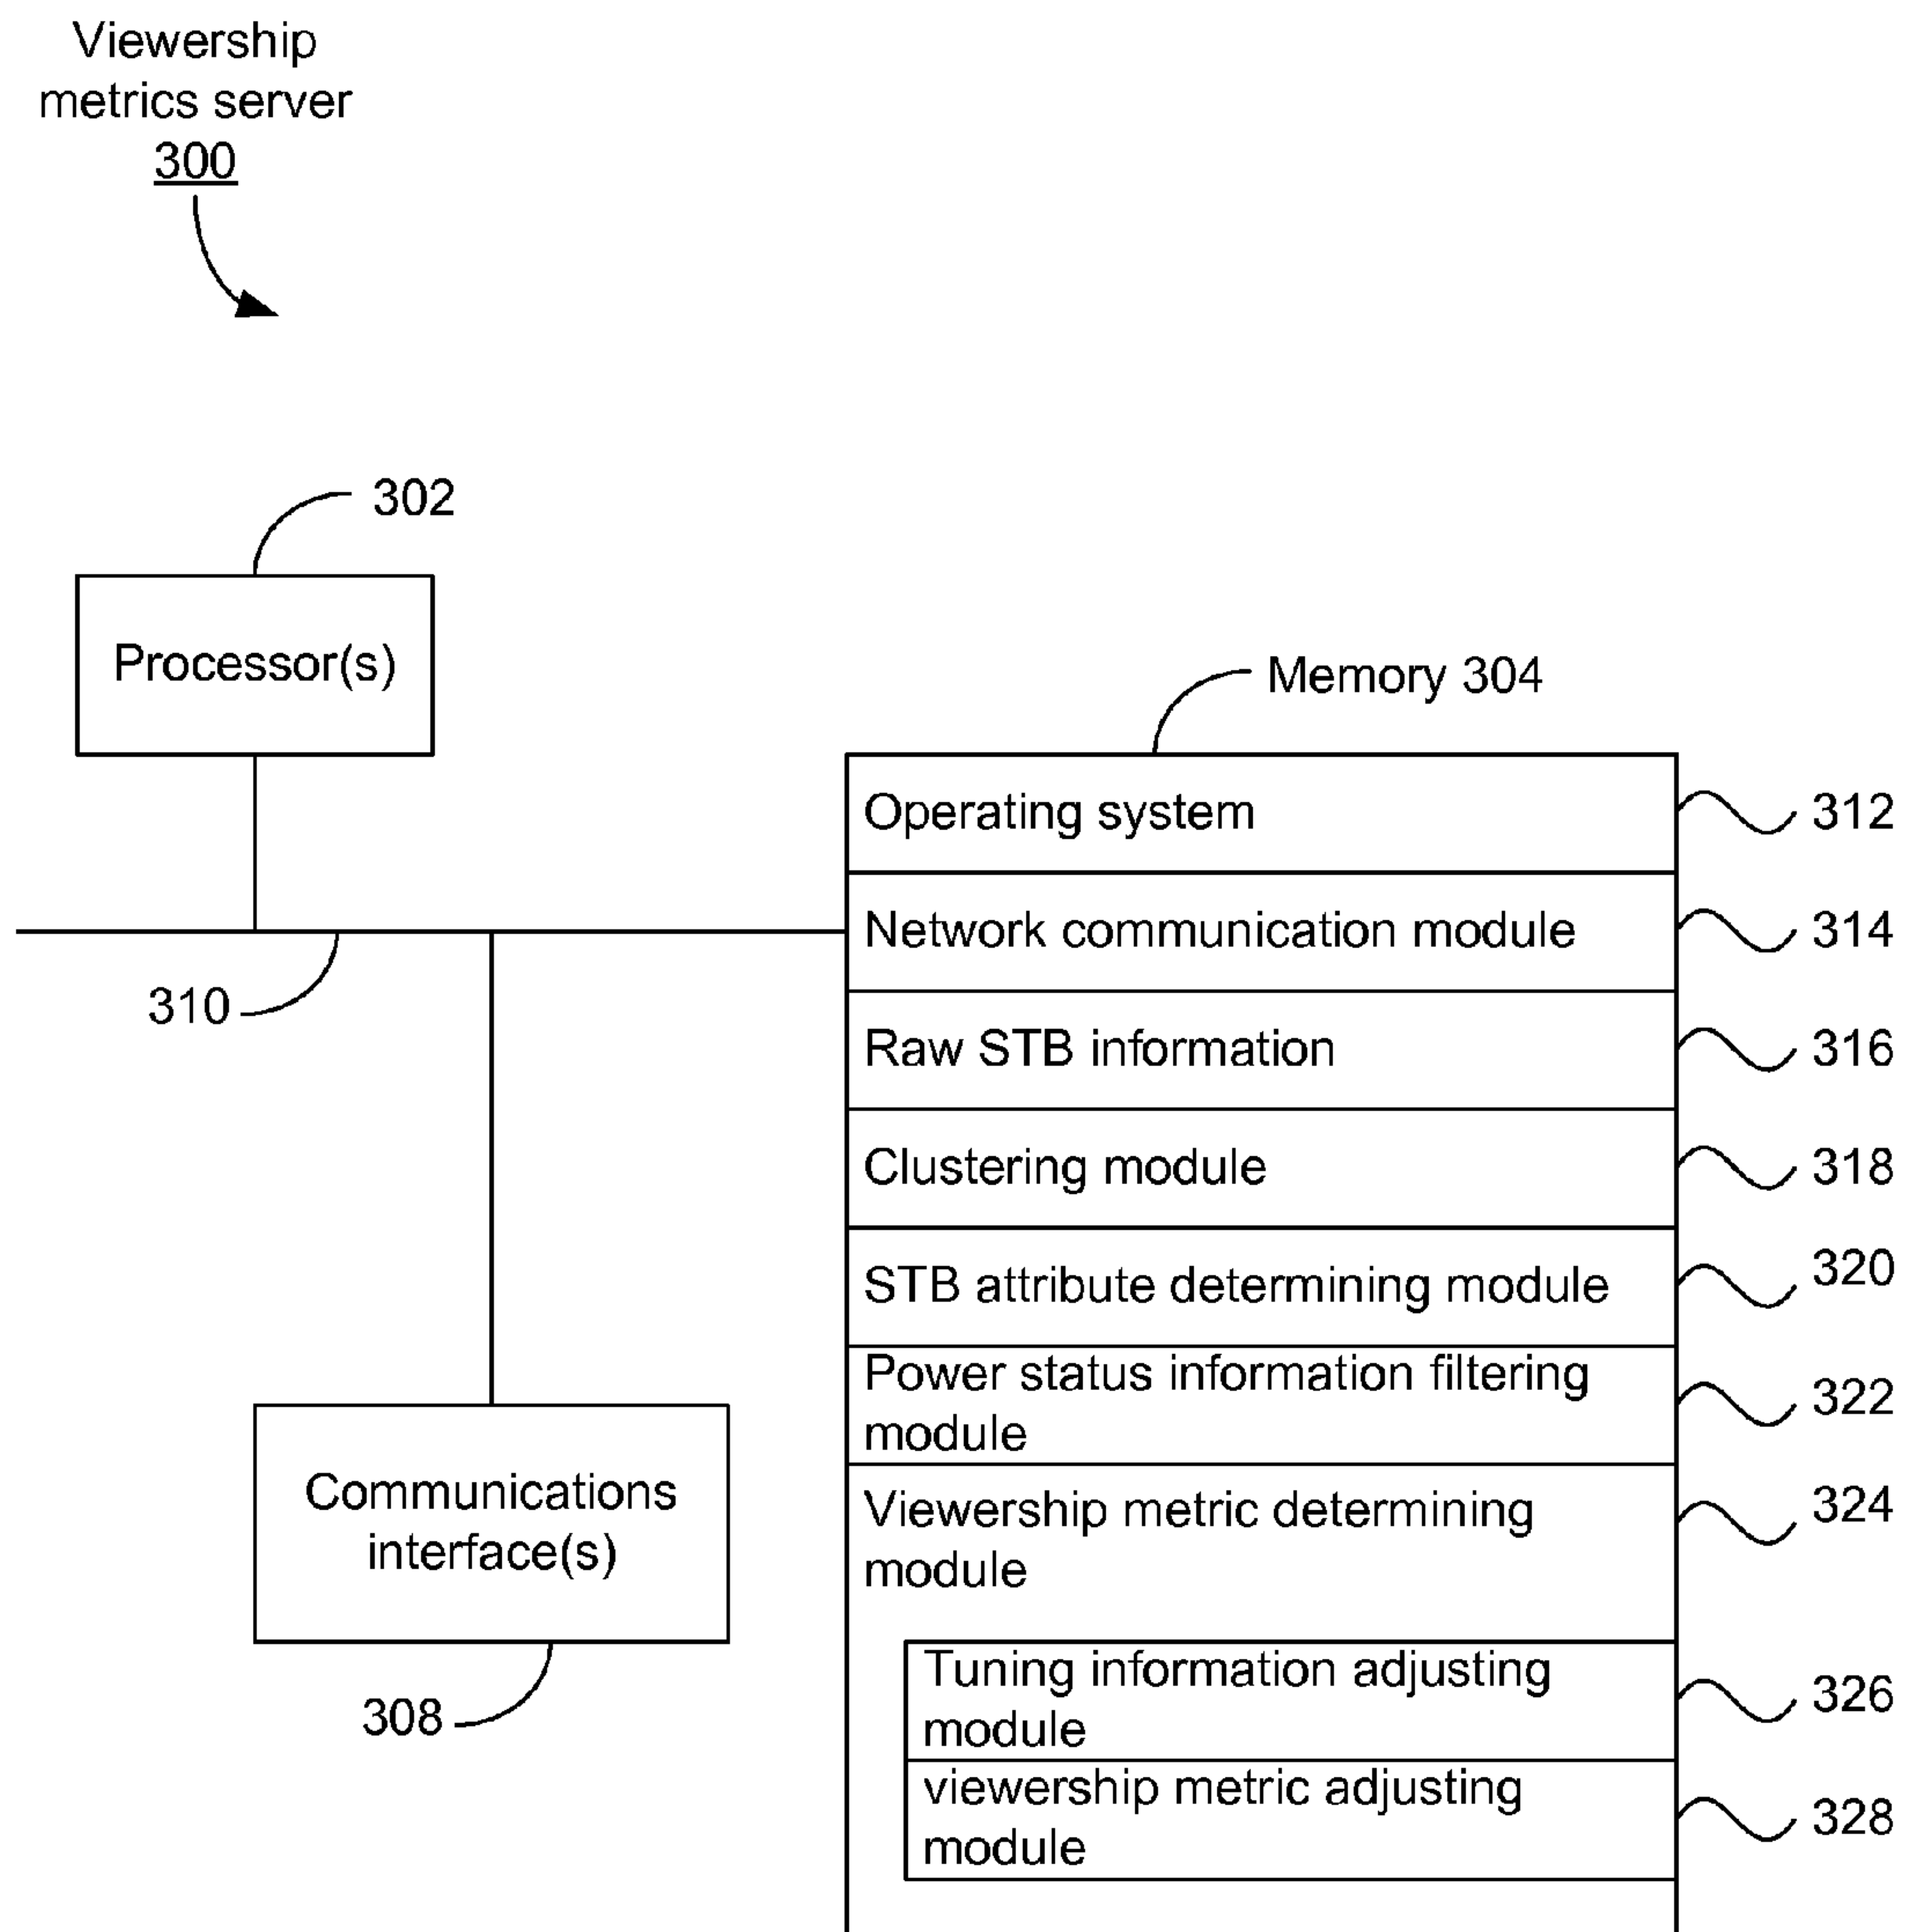 Viewership
metrics server
300
302
Processor(s)
Memory 304
Operating system
312
Network communication module
314
310
Raw STB information
316
Clustering module
318
STB attribute determining module
320
Power status information filtering
module
322
Communications
interface(s)
308
Viewership metric determining
module
324
Tuning information adjusting
module
326
viewership metric adjusting
module
328